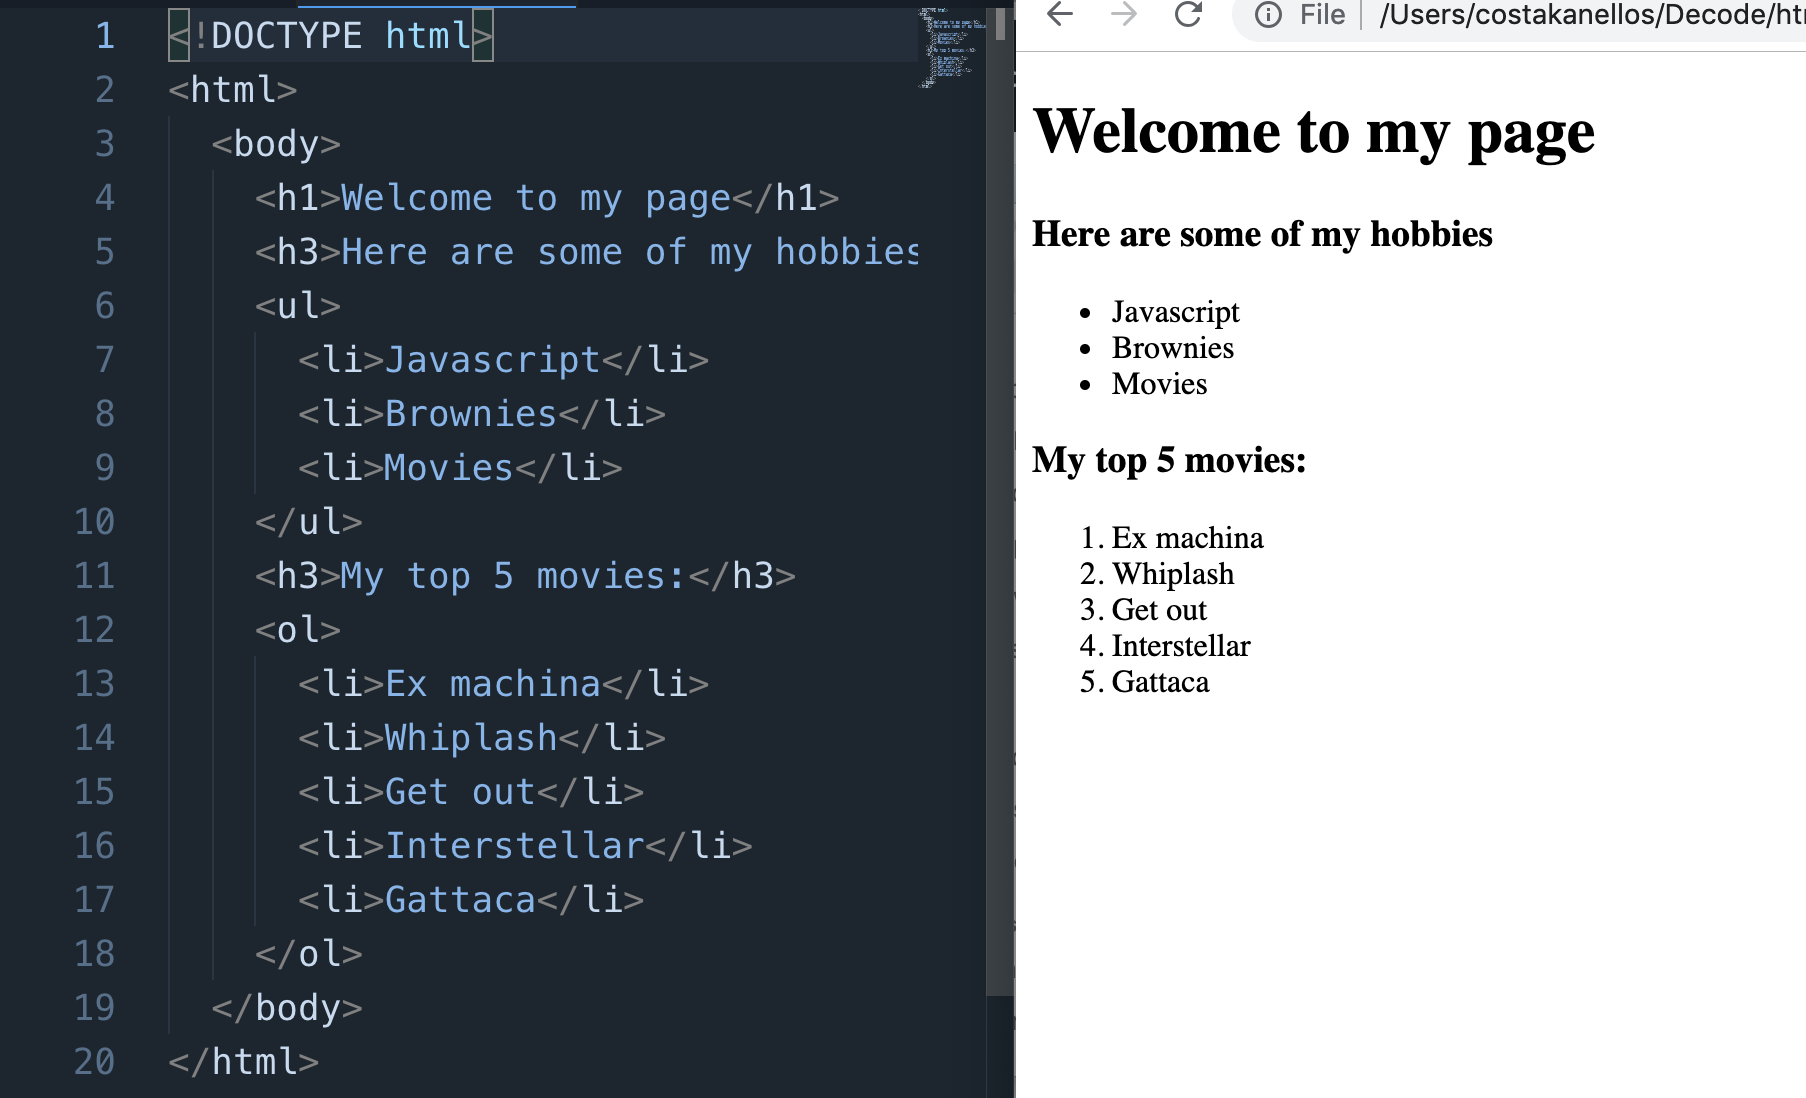 1 <!DOCTYPE html>
2 <html>
3 <body>
4 <h1>Welcome to my page</h1>
5 <h3>Here are some of my hobbies
6 <ul>
7 <li>Javascript</li>
8 <li>Brownies</li>
9 <li>Movies</li>
10 </ul>
11 <h3>My top 5 movies:</h3>
12 <ol>
13 <li>Ex machina</li>
14 <li>Whiplash</li>
15 <li>Get out</li>
16 <li>Interstellar</li>
17 <li>Gattaca</li>
18 </ol>
19 </body>
20 </html>
File | /Users/costakanellos/Decode/
Welcome to my page
Here are some of my hobbies
• Javascript
• Brownies
• Movies
My top 5 movies:
1. Ex machina
2. Whiplash
3. Get out
4. Interstellar
5. Gattaca